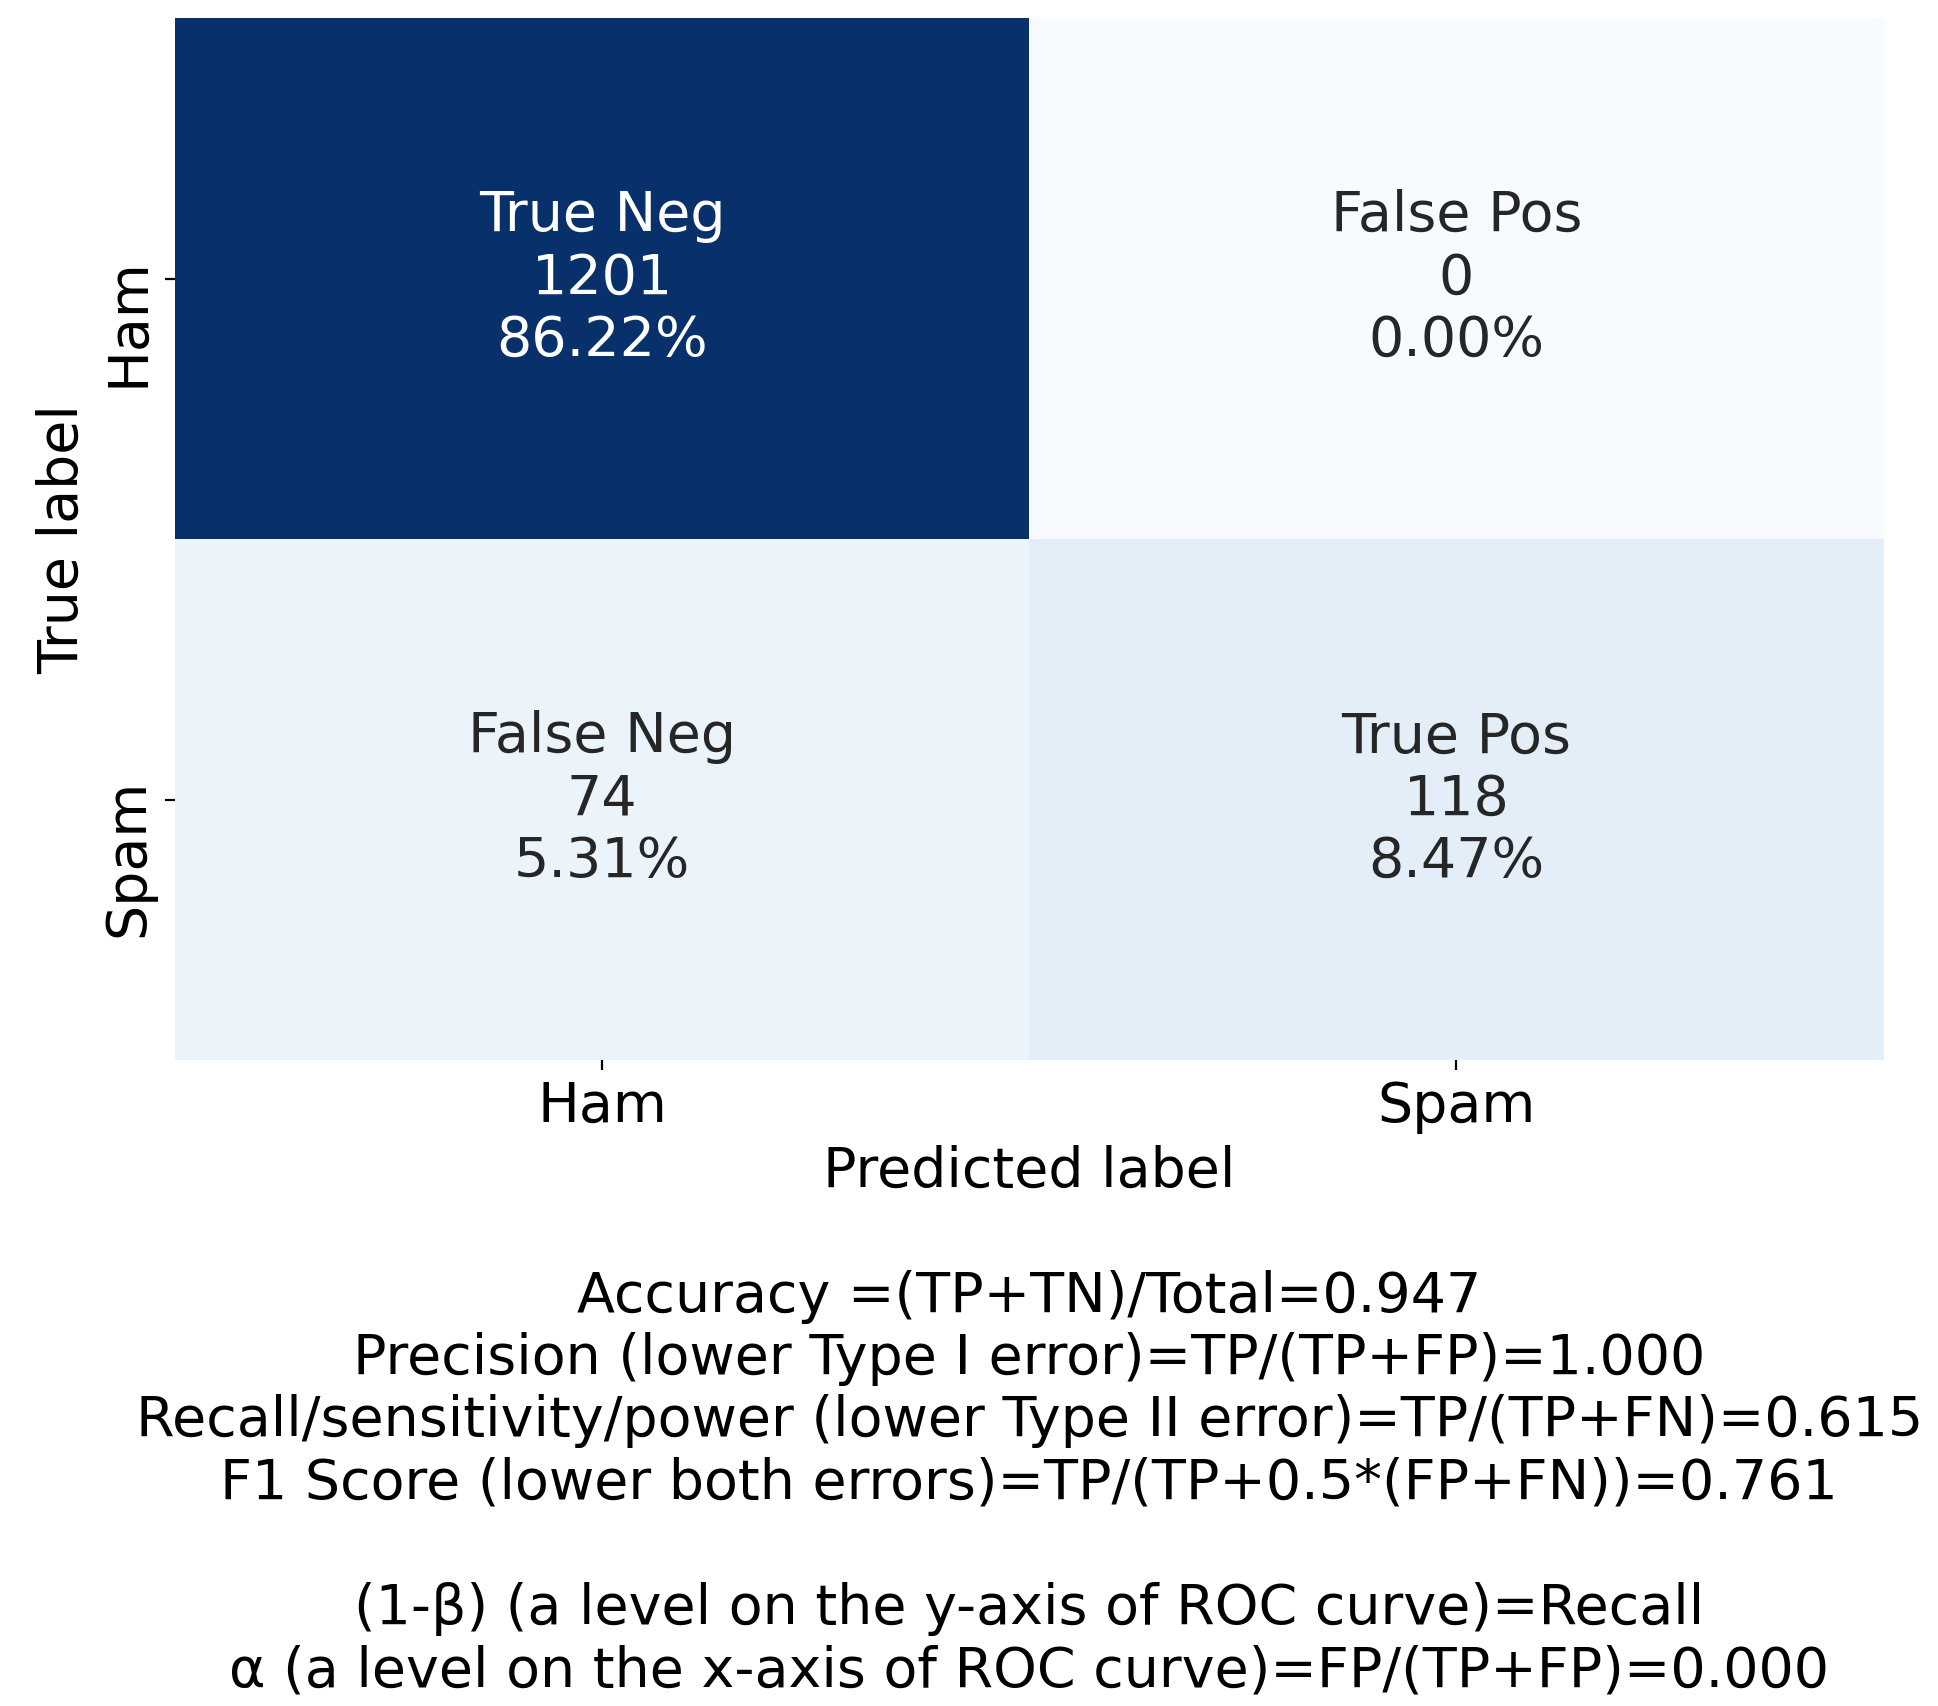 True Neg
1201
86.22%
False Pos
0
0.00%
Ham
True label
False Neg
74
5.31%
True Pos
118
8.47%
Spam
Ham
Spam
Predicted label
Accuracy =(TP+TN)/Total=0.947
Precision (lower Type I error)=TP/(TP+FP)=1.000
Recall/sensitivity/power (lower Type II error)=TP/(TP+FN)=0.615
F1 Score (lower both errors)=TP/(TP+0.5*(FP+FN))=0.761
(1-β) (a level on the y-axis of ROC curve)=Recall
α (a level on the x-axis of ROC curve)=FP/(TP+FP)=0.000